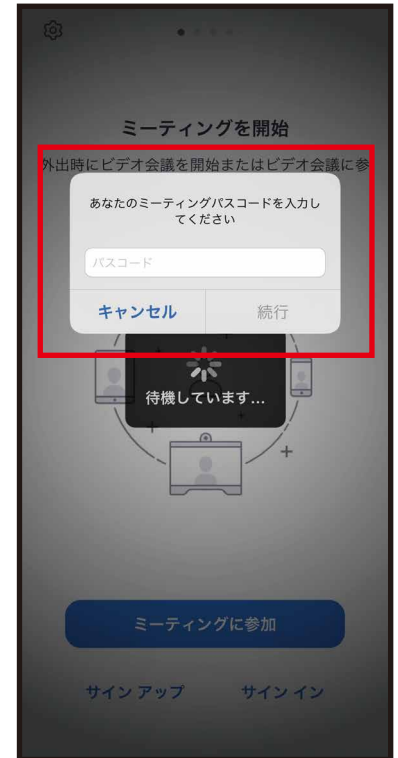 ミーティングを開始
外出時にビデオ会議を開始またはビデオ会議に参
あなたのミーティングパスコードを入力し
てください
パスコード
キャンセル
続行
待機しています...
ミーティングに参加
サイン アップ
サイン イン